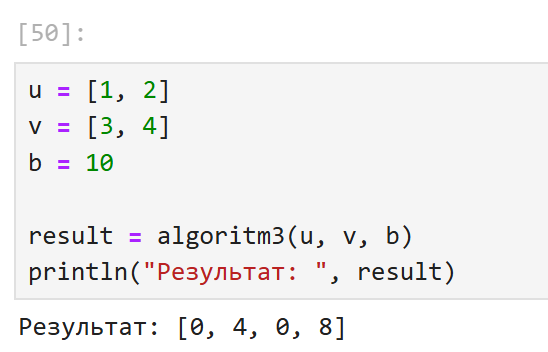 [50]:
u = [1, 2]
v = [3, 4]
b = 10
result = algoritm3(u, v, b)
println("Результат: ", result)
Результат: [0, 4, 0, 8]